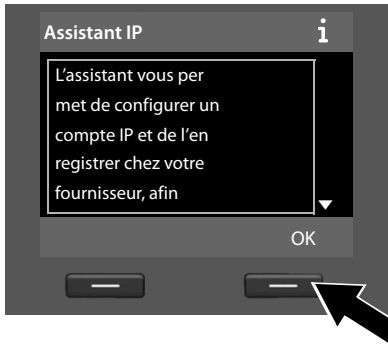 Assistant IP i
L'assistant vous per
met de configurer un
compte IP et de l'en
registrer chez votre
fournisseur, afin
OK